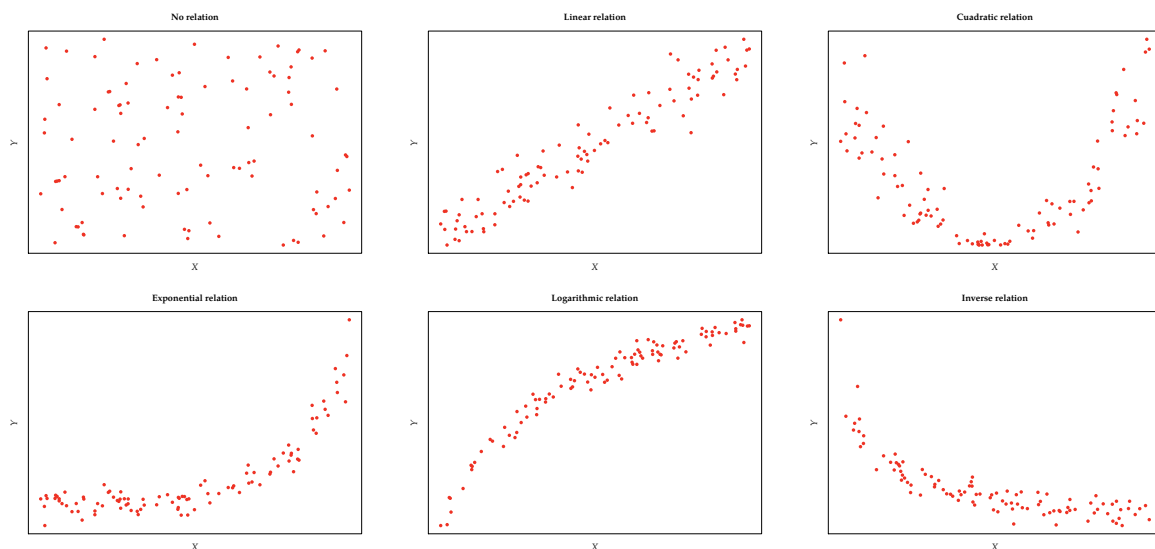 No relation
Linear relation
Cuadratic relation
Y
X
Y
X
Y
X
Exponential relation
Logarithmic relation
Inverse relation
Y
X
Y
X
Y
X